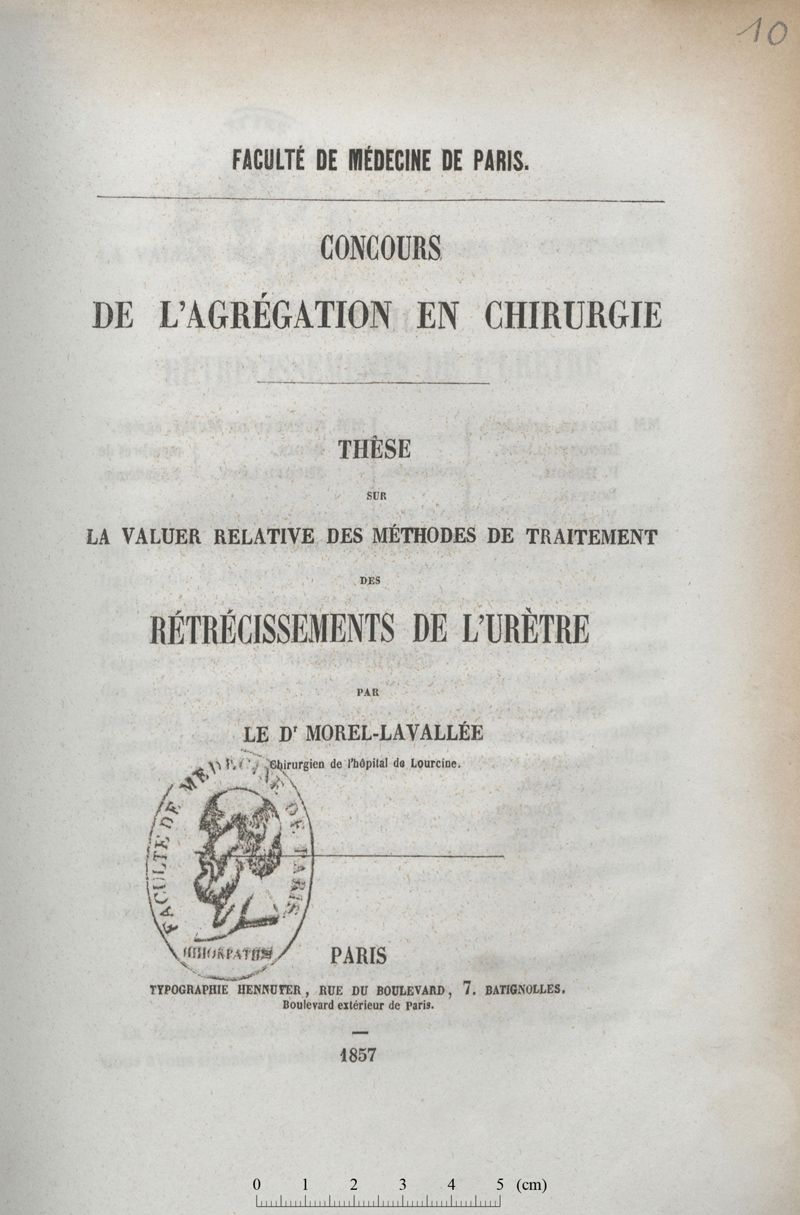 10
FACULTÉ DE MÉDECINE DE PARIS.
CONCOURS
DE L'AGRÉGATION EN CHIRURGIE
THÈSE
SUR
LA VALUER RELATIVE DES MÉTHODES DE TRAITEMENT
DES
RÉTRÉCISSEMENTS DE L'URÈTRE
PAR
LE Dr MOREL-LAVALLÉE
Chirurgien de l'hôpital de Lourcine.
FACULTÉ DE MEDECINE DE PARIS
PARIS
TYPOGRAPHIE HENNUYER, RUE DU BOULEVARD, 7. BATIGNOLLES.
Boulevard extérieur de Paris.
1857
0 1 2 3 4 5 (cm)